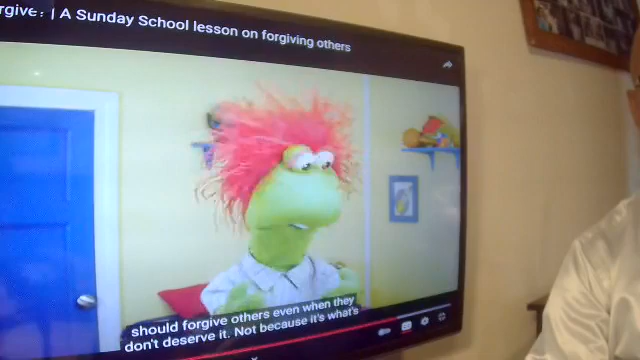 | A Sunday School lesson on forgiving others
should forgive others even when they
don't deserve it. Not because it's what's